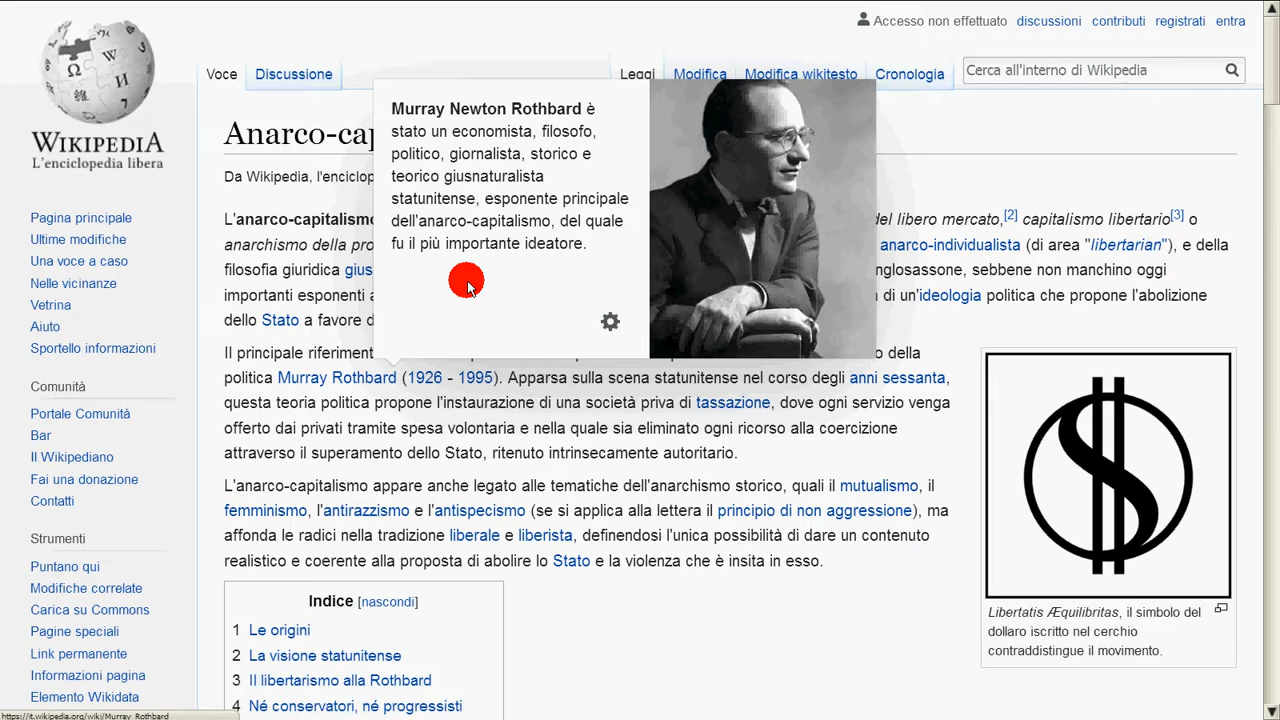 Accesso non effettuato discussioni contributi registrati entra
Voce Discussione Leggi Modifica Modifica wikitesto Cronologia
Cerca all'interno di Wikipedia
WIKIPEDIA
L'enciclopedia libera
Pagina principale
Ultime modifiche
Una voce a caso
Nelle vicinanze
Vetrina
Aiuto
Sportello informazioni
Comunità
Portale Comunità
Bar
Il Wikipediano
Fai una donazione
Contatti
Strumenti
Puntano qui
Modifiche correlate
Carica su Commons
Pagine speciali
Link permanente
Informazioni pagina
Elemento Wikidata
https://it.wikipedia.org/wiki/Murray_Rothbard
Anarco-cap
Da Wikipedia, l'enciclop
Murray Newton Rothbard è
stato un economista, filosofo,
politico, giornalista, storico e
teorico giusnaturalista
statunitense, esponente principale
dell'anarco-capitalismo, del quale
fu il più importante ideatore.
L'anarco-capitalismo del libero mercato,[2] capitalismo libertario[3] o
anarchismo della pro anarco-individualista (di area "libertarian"), e della
filosofia giuridica gius nglosassone, sebbene non manchino oggi
importanti esponenti a di un'ideologia politica che propone l'abolizione
dello Stato a favore d
Il principale riferiment o della
politica Murray Rothbard (1926 - 1995). Apparsa sulla scena statunitense nel corso degli anni sessanta,
questa teoria politica propone l'instaurazione di una società priva di tassazione, dove ogni servizio venga
offerto dai privati tramite spesa volontaria e nella quale sia eliminato ogni ricorso alla coercizione
attraverso il superamento dello Stato, ritenuto intrinsecamente autoritario.
L'anarco-capitalismo appare anche legato alle tematiche dell'anarchismo storico, quali il mutualismo, il
femminismo, l'antirazzismo e l'antispecismo (se si applica alla lettera il principio di non aggressione), ma
affonda le radici nella tradizione liberale e liberista, definendosi l'unica possibilità di dare un contenuto
realistico e coerente alla proposta di abolire lo Stato e la violenza che è insita in esso.
Indice [nascondi]
1 Le origini
2 La visione statunitense
3 Il libertarismo alla Rothbard
4 Né conservatori, né progressisti
Libertatis Æquilibritas, il simbolo del
dollaro iscritto nel cerchio
contraddistingue il movimento.